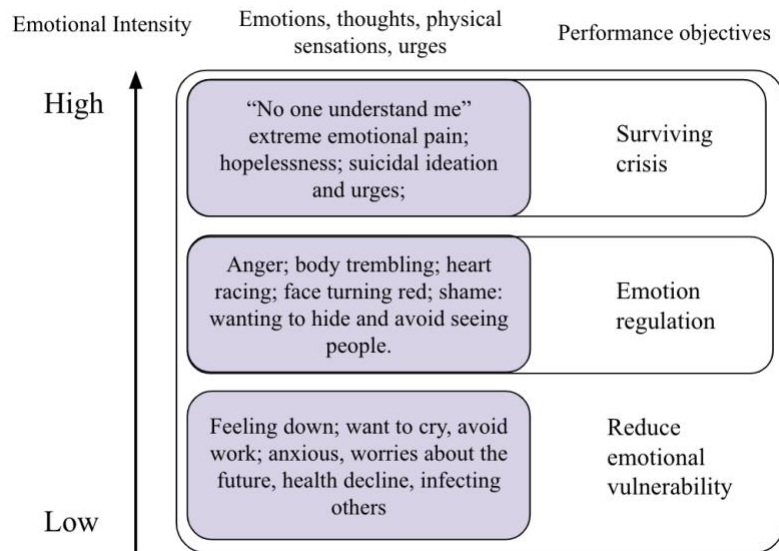 Emotional Intensity
Emotions, thoughts, physical
sensations, urges
Performance objectives
High
“No one understand me”
extreme emotional pain;
hopelessness; suicidal ideation
and urges;
Surviving
crisis
Anger; body trembling; heart
racing; face turning red; shame:
wanting to hide and avoid seeing
people.
Emotion
regulation
Feeling down; want to cry, avoid
work; anxious, worries about the
future, health decline, infecting
others
Reduce
emotional
vulnerability
Low